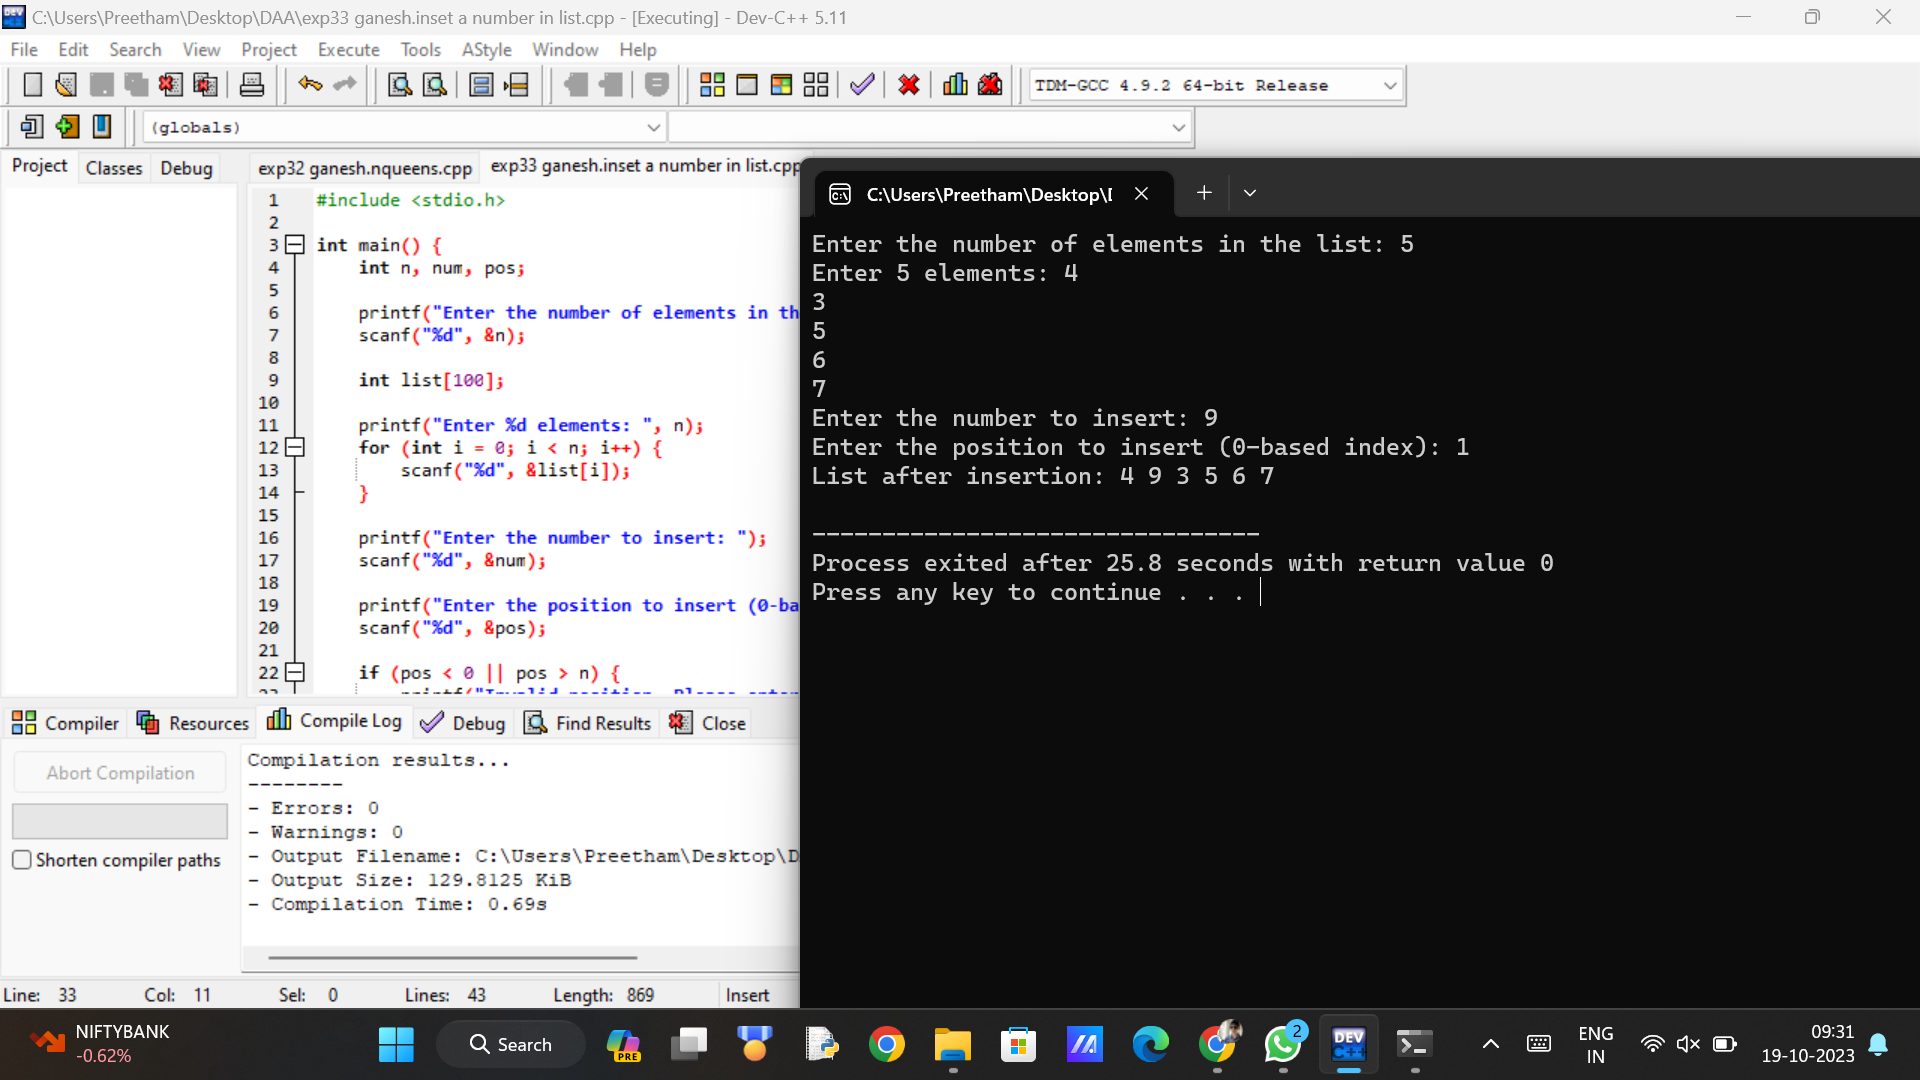 C:\Users\Preetham\Desktop\DAA\exp33 ganesh.inset a number in list.cpp - [Executing] - Dev-C++ 5.11
File Edit Search View Project Execute Tools AStyle Window Help
TDM-GCC 4.9.2 64-bit Release
(globals)
Project Classes Debug
exp32 ganesh.nqueens.cpp exp33 ganesh.inset a number in list.cpp
1 #include <stdio.h>
2
3 int main() {
4 int n, num, pos;
5
6 printf("Enter the number of elements in th
7 scanf("%d", &n);
8
9 int list[100];
10
11 printf("Enter %d elements: ", n);
12 for (int i = 0; i < n; i++) {
13 scanf("%d", &list[i]);
14 }
15
16 printf("Enter the number to insert: ");
17 scanf("%d", &num);
18
19 printf("Enter the position to insert (0-ba
20 scanf("%d", &pos);
21
22 if (pos < 0 || pos > n) {
C:\Users\Preetham\Desktop\
Enter the number of elements in the list: 5
Enter 5 elements: 4
3
5
6
7
Enter the number to insert: 9
Enter the position to insert (0-based index): 1
List after insertion: 4 9 3 5 6 7
--------------------------------
Process exited after 25.8 seconds with return value 0
Press any key to continue . . .
Compiler Resources Compile Log Debug Find Results Close
Abort Compilation
Shorten compiler paths
Compilation results...
--------
- Errors: 0
- Warnings: 0
- Output Filename: C:\Users\Preetham\Desktop\D
- Output Size: 129.8125 KiB
- Compilation Time: 0.69s
Line: 33 Col: 11 Sel: 0 Lines: 43 Length: 869 Insert
NIFTYBANK
-0.62%
Search
PRE
2
DEV
C++
ENG
IN
09:31
19-10-2023